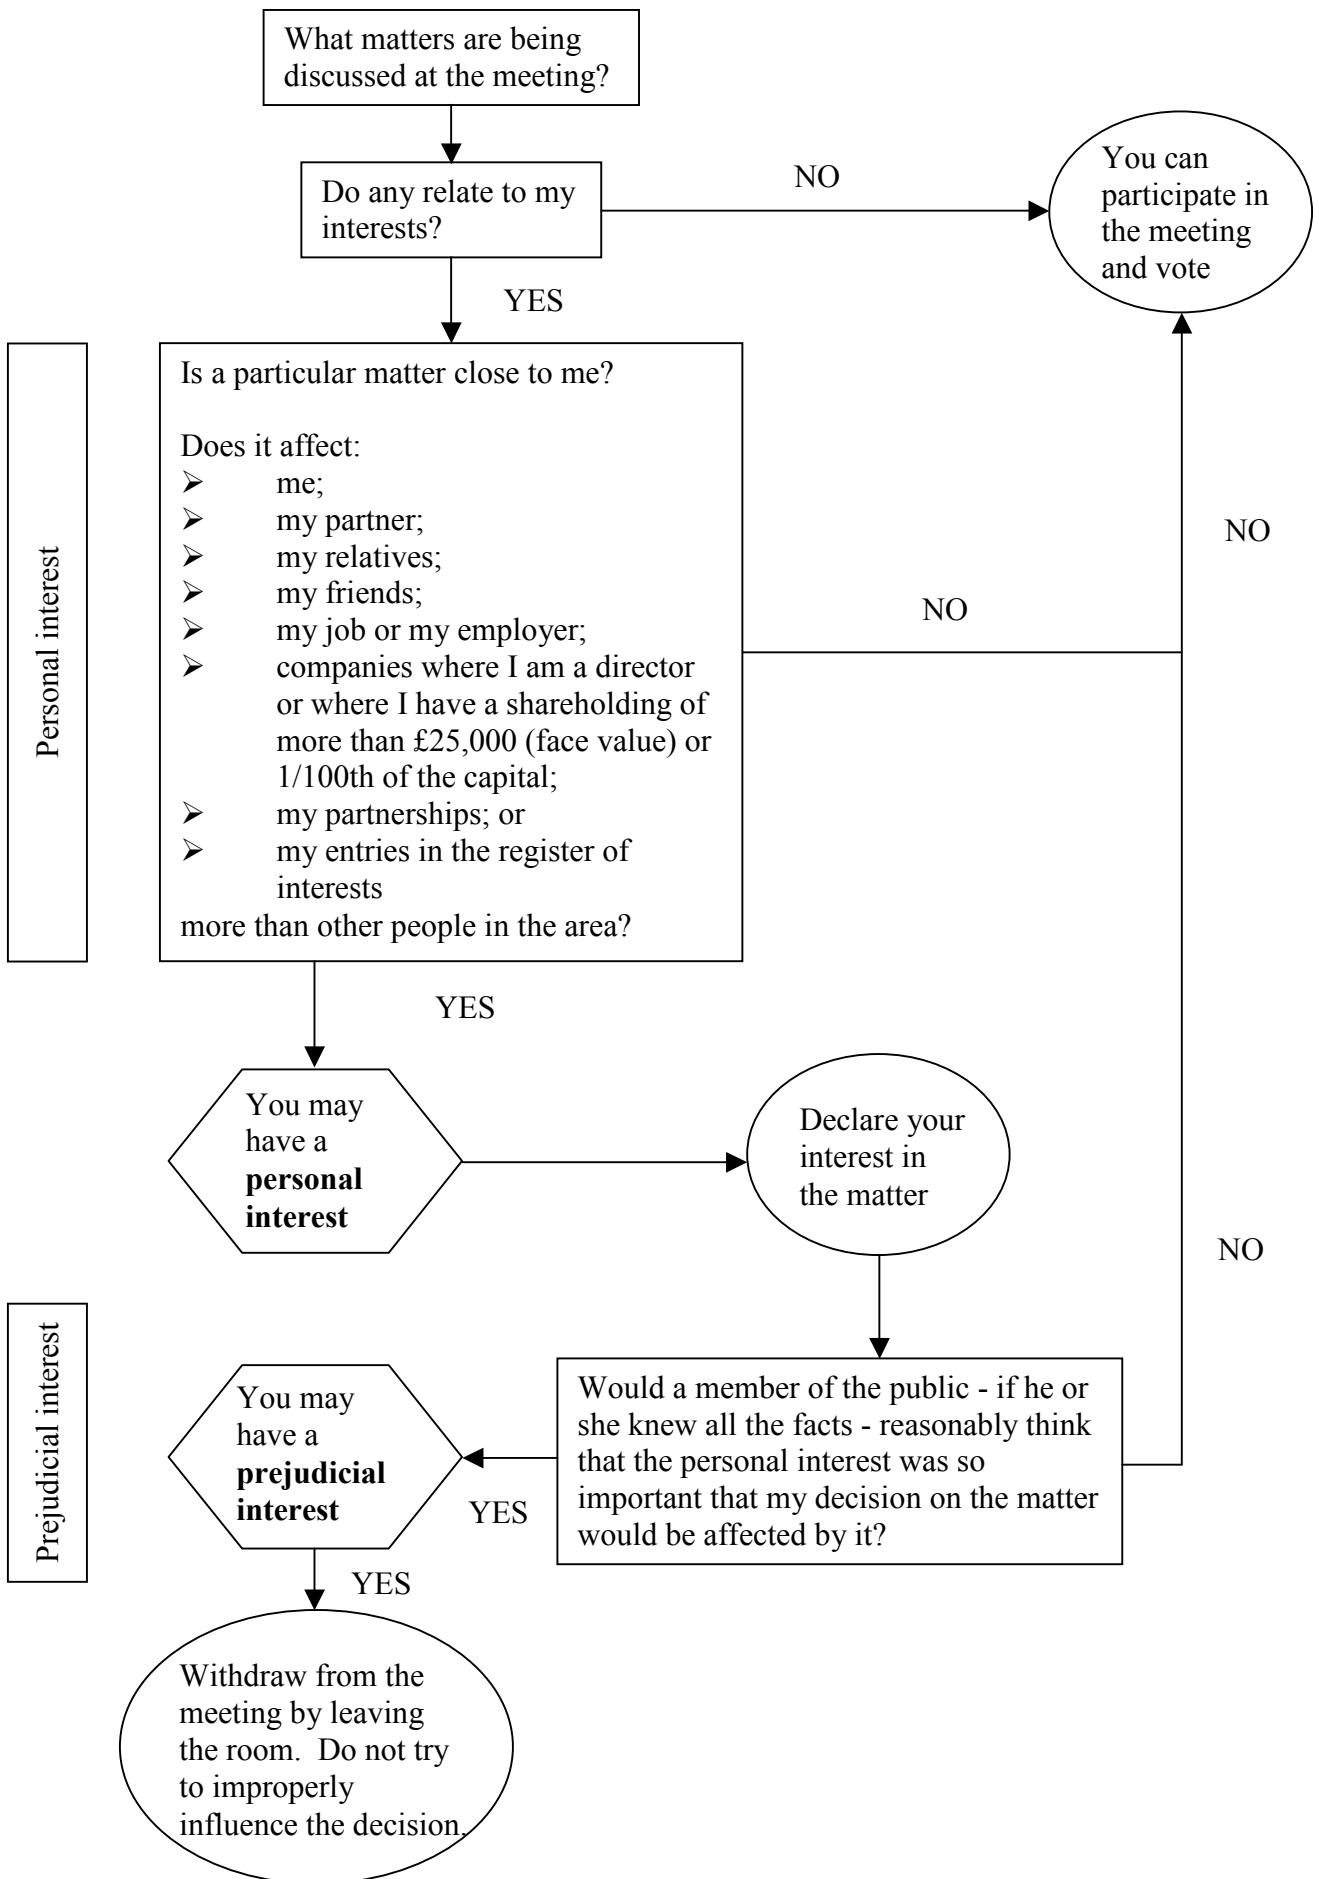 What matters are being
discussed at the meeting?
Do any relate to my
interests?
NO
You can
participate in
the meeting
and vote
YES
Personal interest
Is a particular matter close to me?
Does it affect:
➢ me;
➢ my partner;
➢ my relatives;
➢ my friends;
➢ my job or my employer;
➢ companies where I am a director
or where I have a shareholding of
more than £25,000 (face value) or
1/100th of the capital;
➢ my partnerships; or
➢ my entries in the register of
interests
more than other people in the area?
NO
NO
YES
You may
have a
personal
interest
Declare your
interest in
the matter
NO
Prejudicial interest
You may
have a
prejudicial
interest
YES
Would a member of the public - if he or
she knew all the facts - reasonably think
that the personal interest was so
important that my decision on the matter
would be affected by it?
YES
Withdraw from the
meeting by leaving
the room.  Do not try
to improperly
influence the decision.